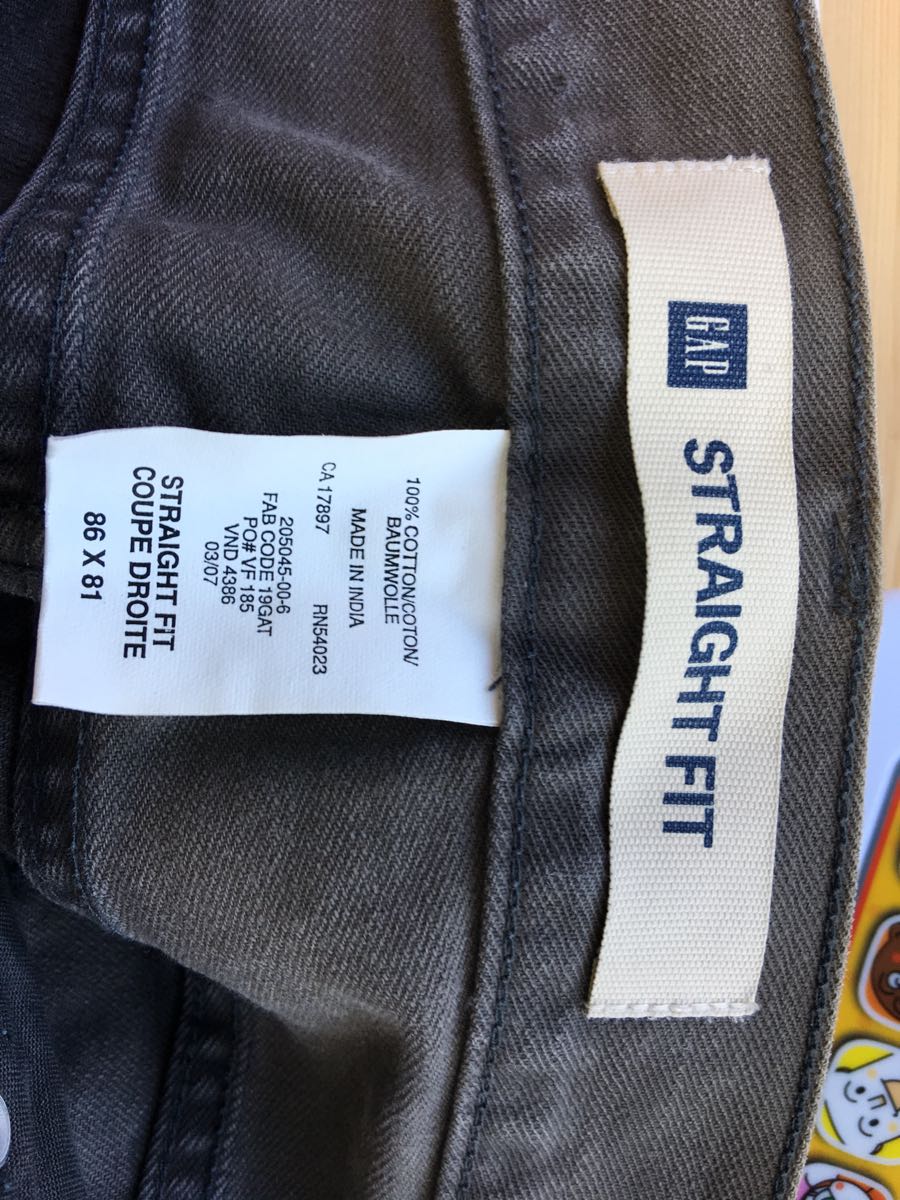 GAP
STRAIGHT FIT
100% COTTON/COTON/
BAUMWOLLE
MADE IN INDIA
CA 17897 RN54023
205045-00-6
FAB CODE 19GAT
PO# VF 185
VND 4386
03/07
STRAIGHT FIT
COUPE DROITE
86 X 81